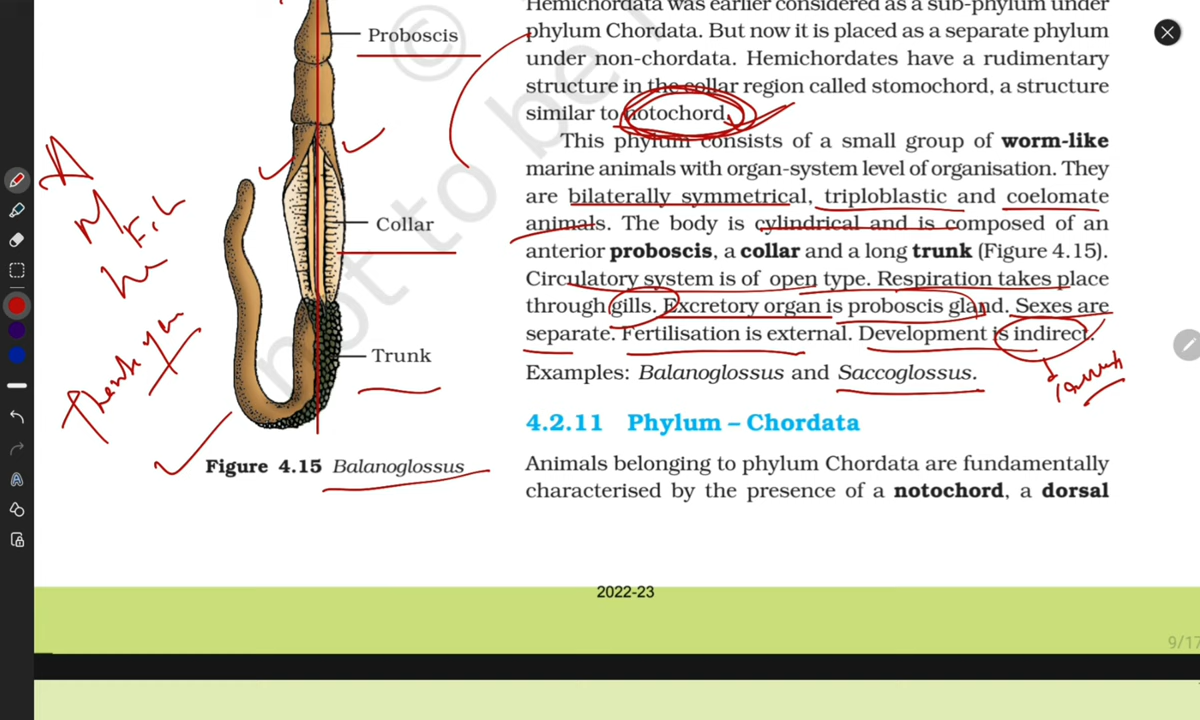 Hemichordata was earlier considered as a sub-phylum under
phylum Chordata. But now it is placed as a separate phylum
under non-chordata. Hemichordates have a rudimentary
structure in the collar region called stomochord, a structure
similar to notochord.
This phylum consists of a small group of worm-like
marine animals with organ-system level of organisation. They
are bilaterally symmetrical, triploblastic and coelomate
animals. The body is cylindrical and is composed of an
anterior proboscis, a collar and a long trunk (Figure 4.15).
Circulatory system is of open type. Respiration takes place
through gills. Excretory organ is proboscis gland. Sexes are
separate. Fertilisation is external. Development is indirect.
Examples: Balanoglossus and Saccoglossus.
4.2.11 Phylum – Chordata
Animals belonging to phylum Chordata are fundamentally
characterised by the presence of a notochord, a dorsal
Proboscis
Collar
Trunk
Figure 4.15 Balanoglossus
Thank you
not to be
©
2022-23
9/17